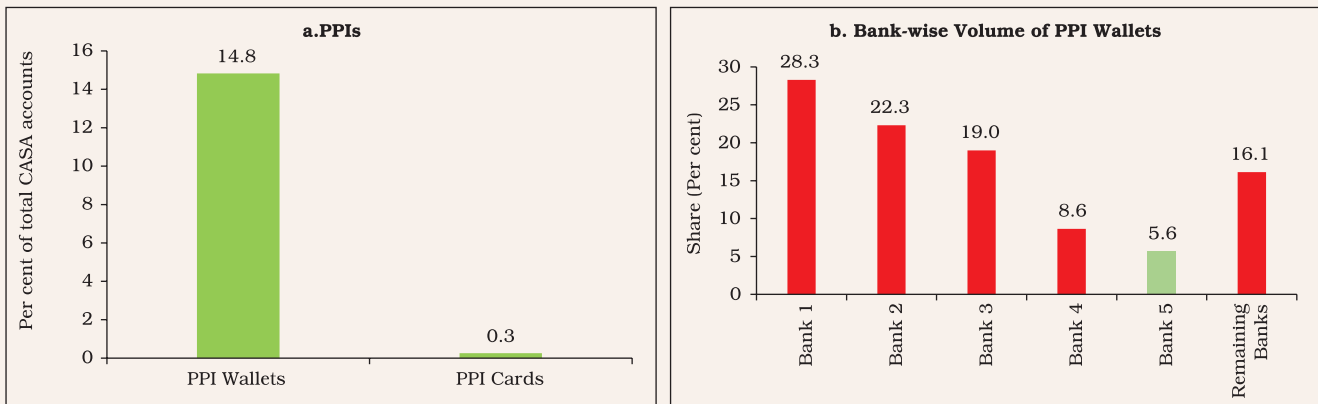 a.PPIs
Per cent of total CASA accounts
16
14
12
10
8
6
4
2
0
14.8
0.3
PPI Wallets
PPI Cards
b. Bank-wise Volume of PPI Wallets
Share (Per cent)
30
25
20
15
10
5
0
28.3
22.3
19.0
8.6
5.6
16.1
Bank 1
Bank 2
Bank 3
Bank 4
Bank 5
Remaining
Banks